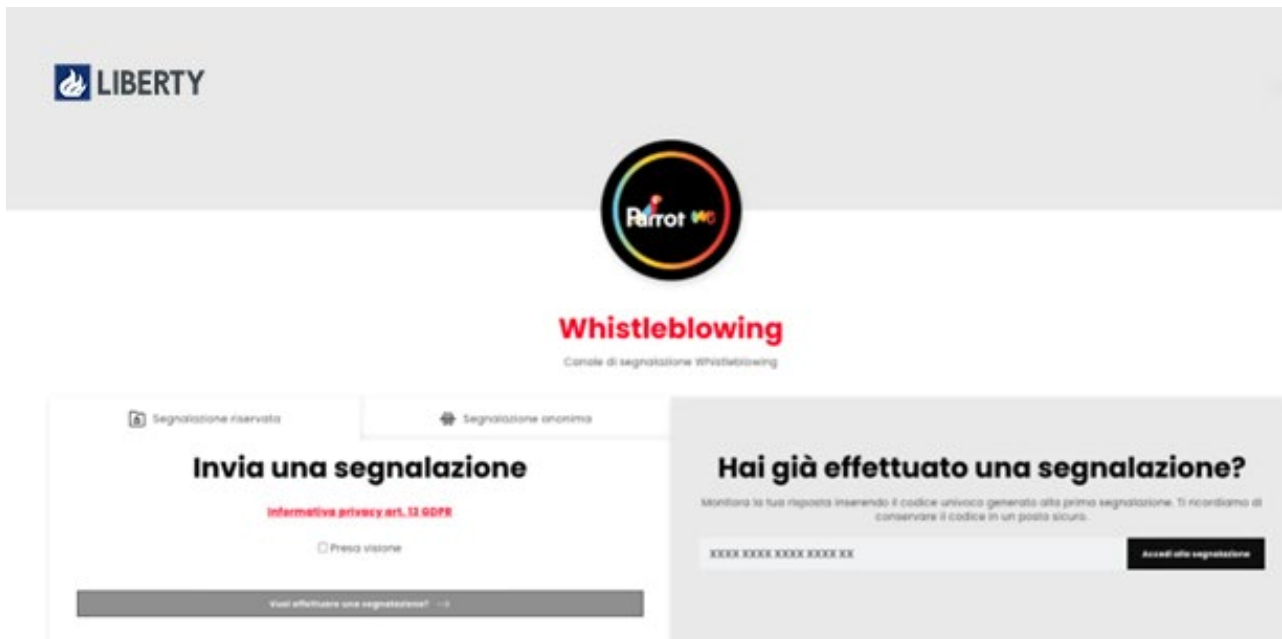 LIBERTY
Parrot WB
Whistleblowing
Canale di segnalazione Whistleblowing
Segnalazione riservata
Segnalazione anonima
Invia una segnalazione
Informativa privacy art. 13 GDPR
Presa visione
Vuoi effettuare una segnalazione?
Hai già effettuato una segnalazione?
Monitora la tua risposta inserendo il codice univoco generato alla prima segnalazione. Ti ricordiamo di
conservare il codice in un posto sicuro.
XXXX XXXX XXXX XXXX XX
Accedi alla segnalazione